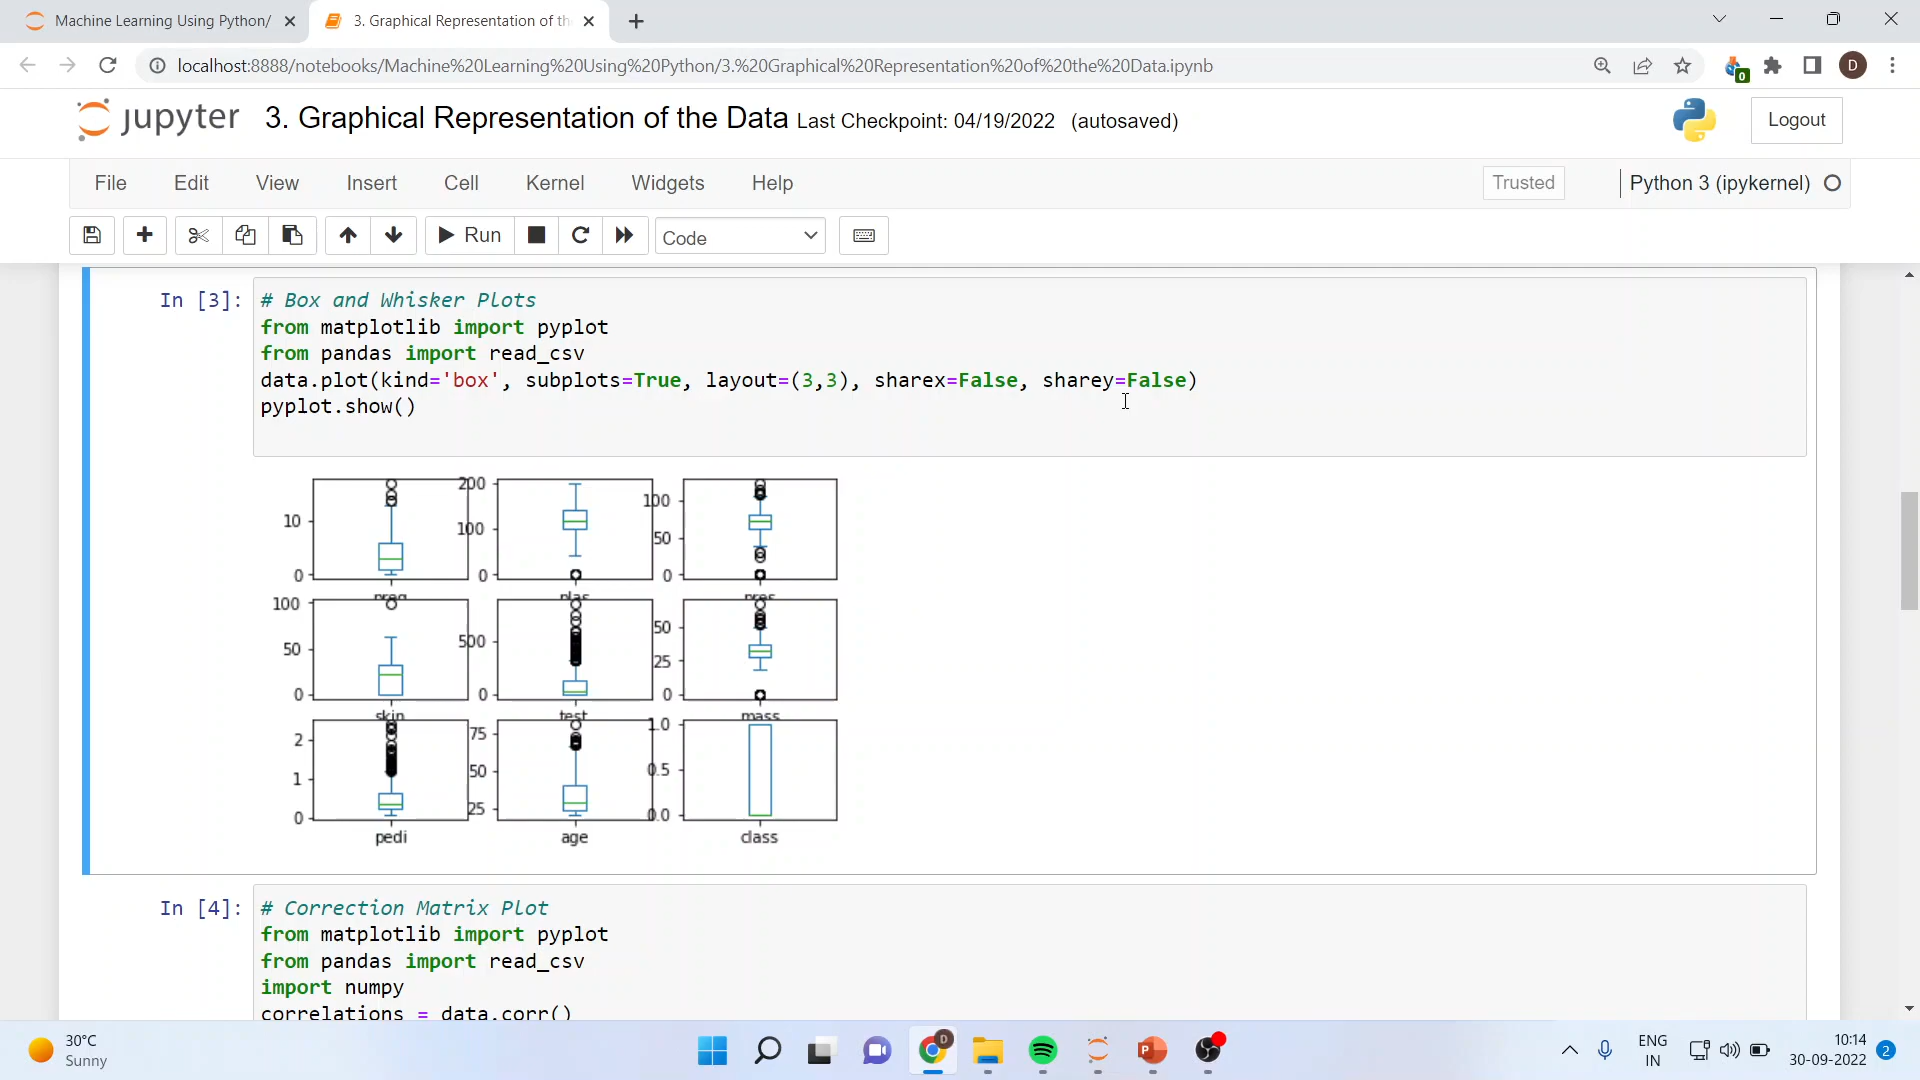 Machine Learning Using Python/
3. Graphical Representation of th
localhost:8888/notebooks/Machine%20Learning%20Using%20Python/3.%20Graphical%20Representation%20of%20the%20Data.ipynb
0
D
jupyter 3. Graphical Representation of the Data Last Checkpoint: 04/19/2022 (autosaved)
Logout
File Edit View Insert Cell Kernel Widgets Help
Trusted
Python 3 (ipykernel)
Run
Code
In [3]:
# Box and Whisker Plots
from matplotlib import pyplot
from pandas import read_csv
data.plot(kind='box', subplots=True, layout=(3,3), sharex=False, sharey=False)
pyplot.show()
10
0
200
100
0
100
50
0
preg
plas
pres
100
50
0
500
0
50
25
0
skin
test
mass
2
1
0
75
50
25
1.0
0.5
0.0
pedi
age
class
In [4]:
# Correction Matrix Plot
from matplotlib import pyplot
from pandas import read_csv
import numpy
correlations = data.corr()
30°C
Sunny
D
ENG
IN
10:14
30-09-2022
2